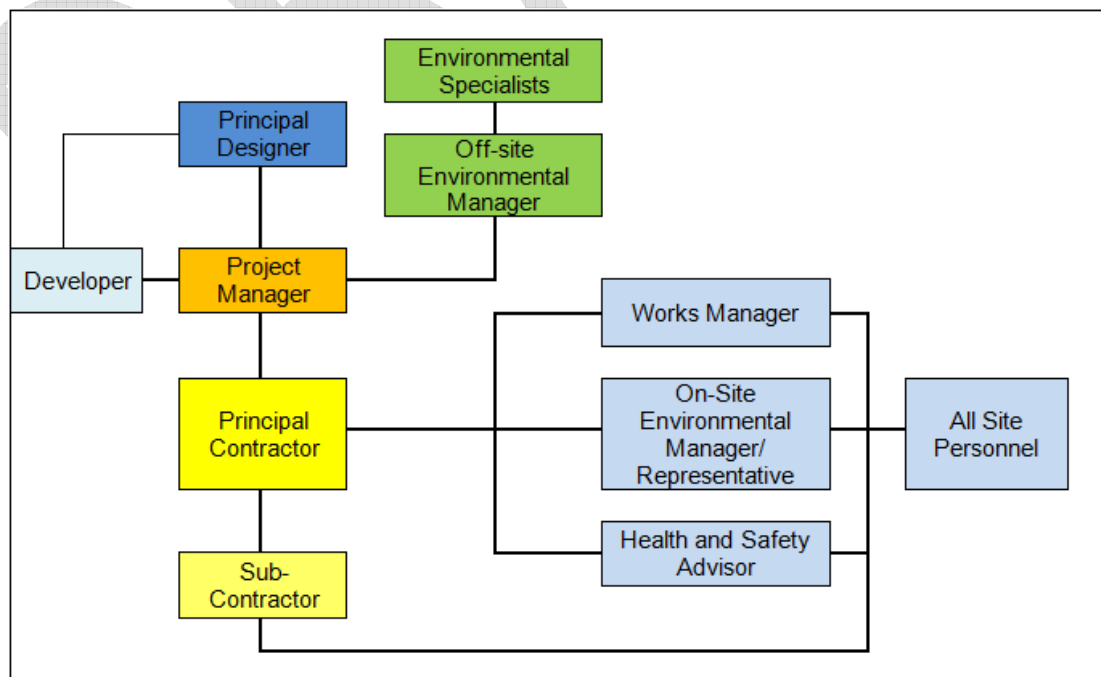 Environmental
Specialists
Principal
Designer
Off-site
Environmental
Manager
Developer
Project
Manager
Works Manager
Principal
Contractor
On-Site
Environmental
Manager/
Representative
All Site
Personnel
Health and Safety
Advisor
Sub-
Contractor